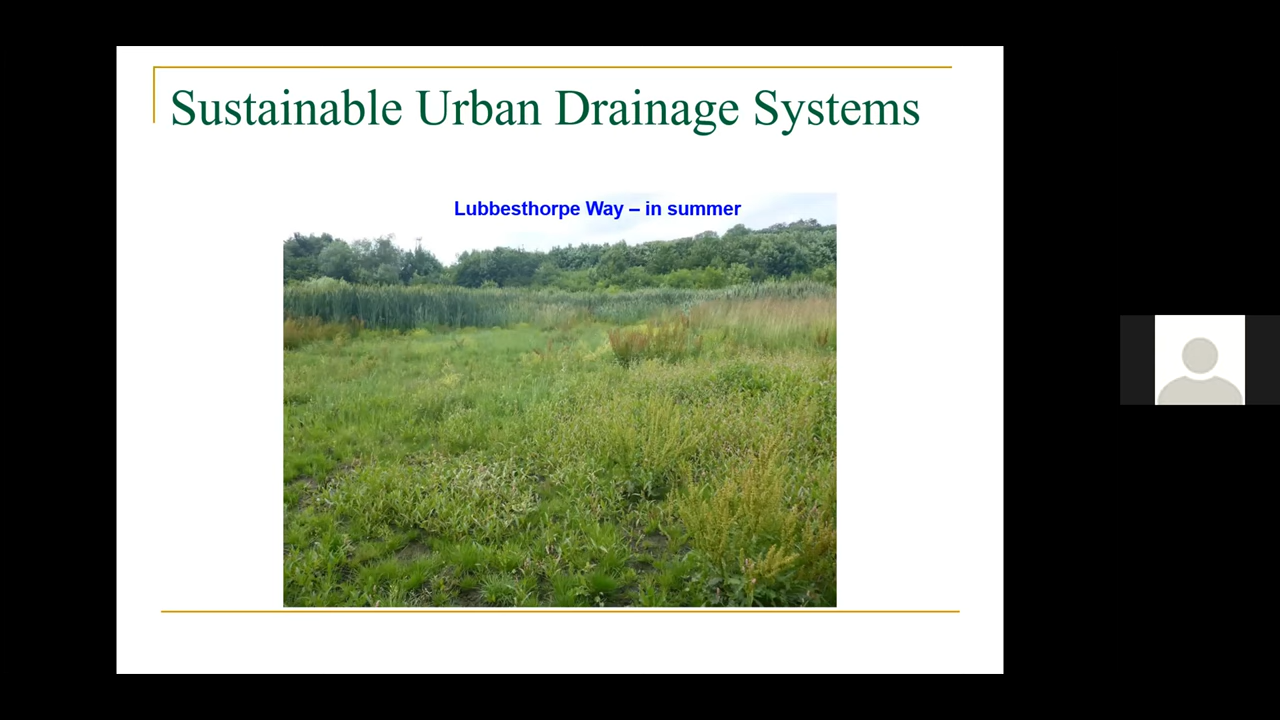 Sustainable Urban Drainage Systems
Lubbesthorpe Way – in summer